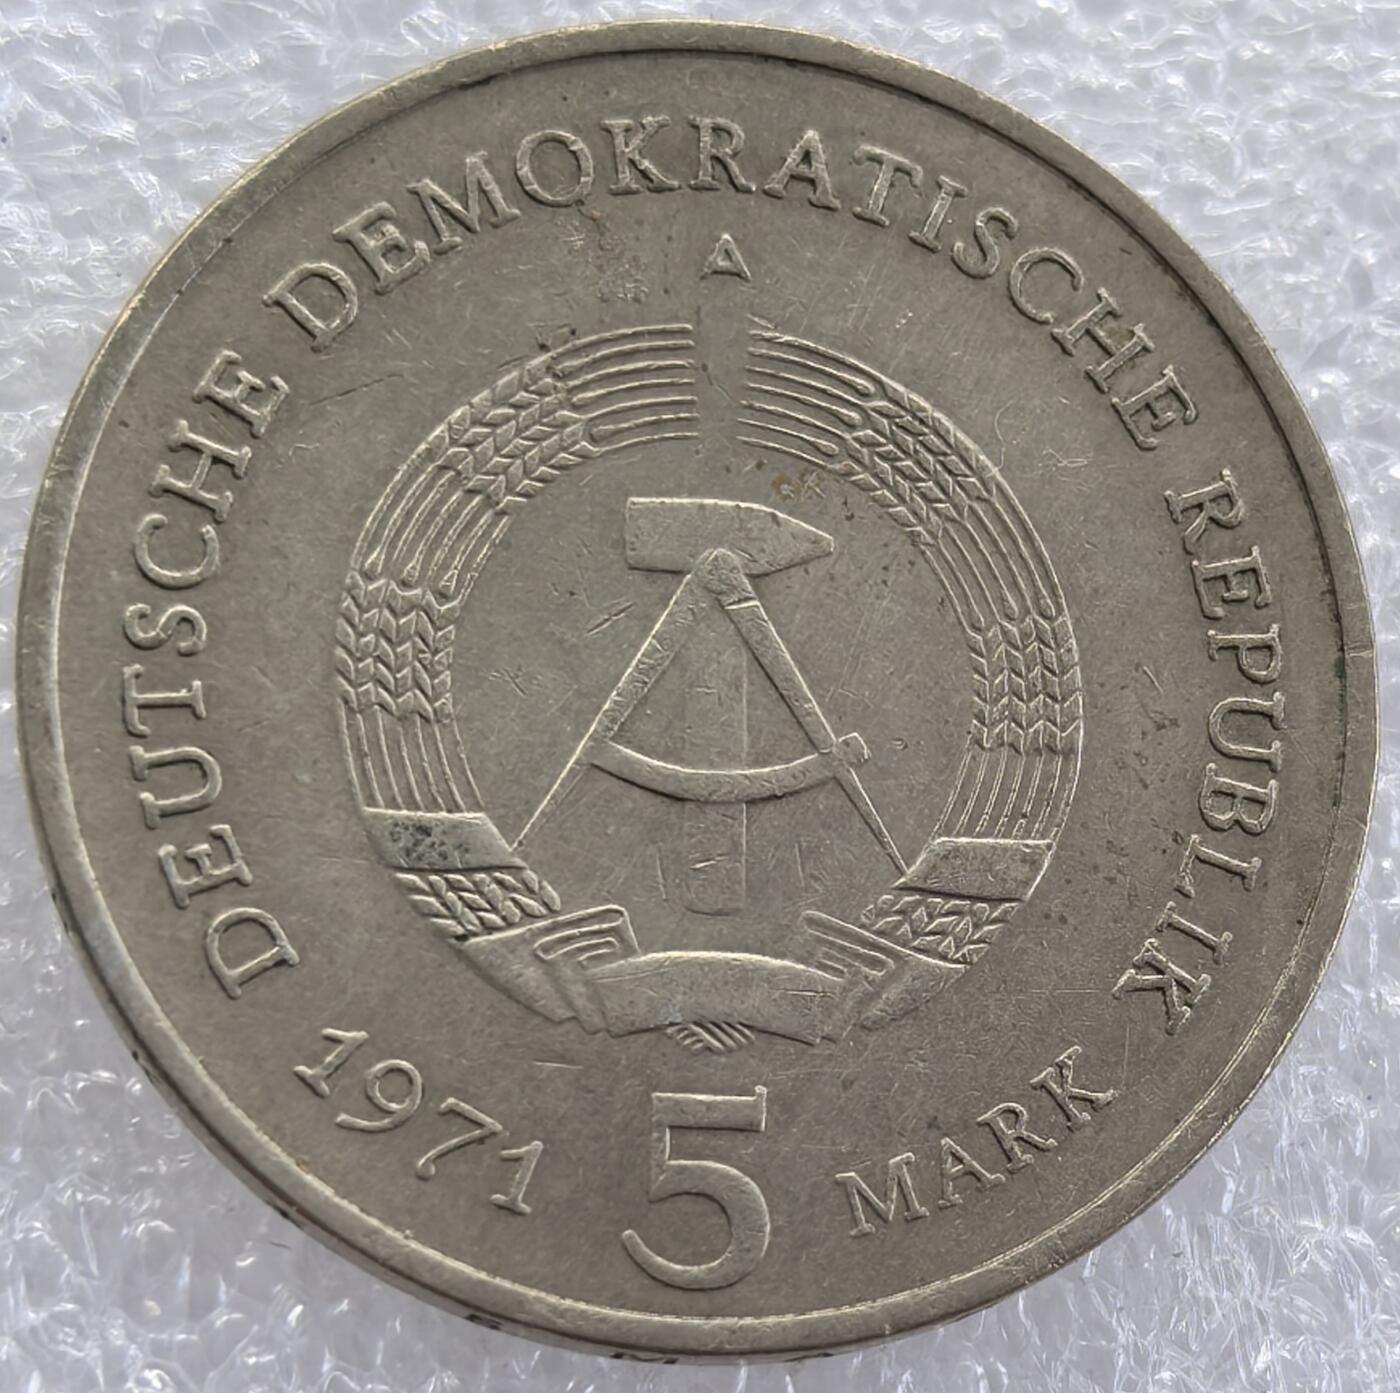 DEUTSCHE DEMOKRATISCHE REPUBLIK
A
1971 5 MARK